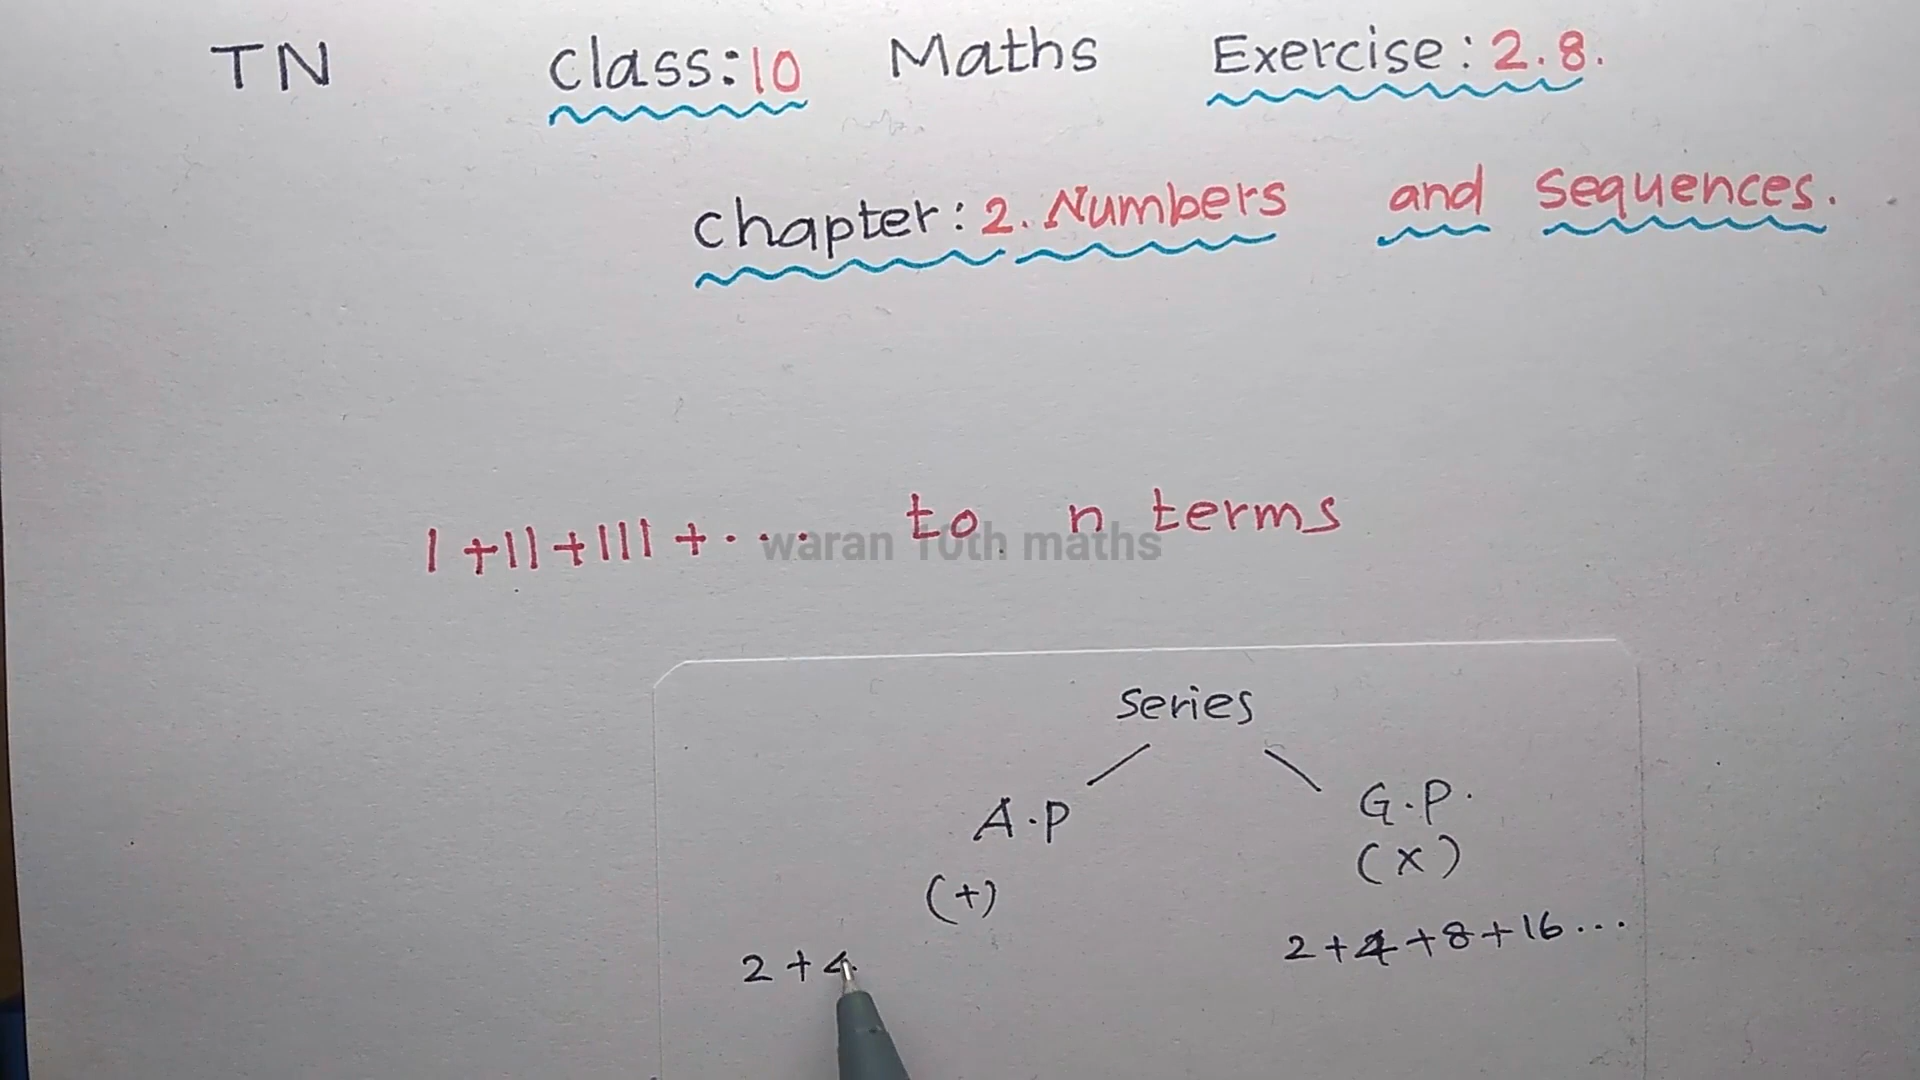 TN Class:10 Maths Exercise:2.8.
Chapter:2. Numbers and Sequences.
1+11+111+... to n terms
waran 10th maths
Series
A.P G.P.
(+) (x)
2+4 2+4+8+16...